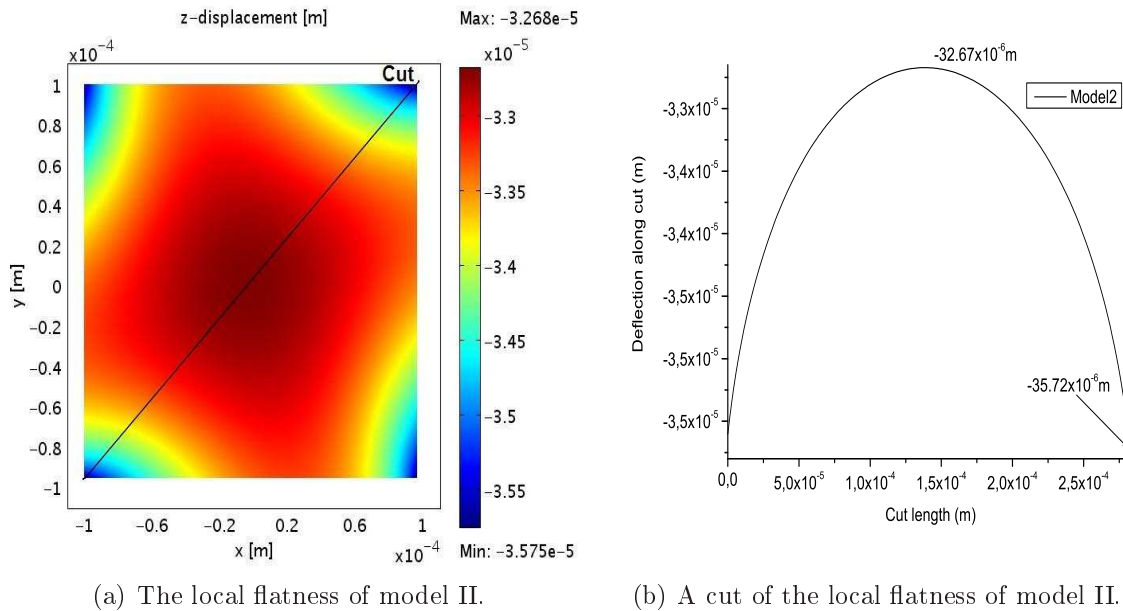 z-displacement [m]
Max: -3.268e-5
x10⁻⁴
x10⁻⁵
Cut
1
0.8
0.6
0.4
0.2
0
-0.2
-0.4
-0.6
-0.8
-1
y [m]
-1
-0.6
-0.2
0.2
0.6
1
x [m]
x10⁻⁴
-3.3
-3.35
-3.4
-3.45
-3.5
-3.55
Min: -3.575e-5
(a) The local flatness of model II.
-32.67x10⁻⁶m
Model2
-3,3x10⁻⁵
-3,4x10⁻⁵
-3,4x10⁻⁵
-3,5x10⁻⁵
-3,5x10⁻⁵
-3,5x10⁻⁵
Deflection along cut (m)
-35.72x10⁻⁶m
0,0
5,0x10⁻⁵
1,0x10⁻⁴
1,5x10⁻⁴
2,0x10⁻⁴
2,5x10⁻⁴
Cut length (m)
(b) A cut of the local flatness of model II.